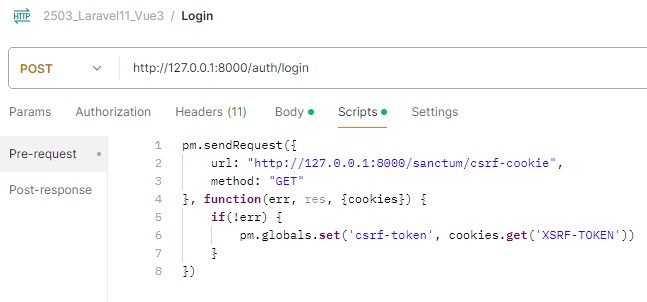 HTTP 2503_Laravel11_Vue3 / Login
POST http://127.0.0.1:8000/auth/login
Params Authorization Headers (11) Body Scripts Settings
Pre-request
Post-response
1 pm.sendRequest({
2 url: "http://127.0.0.1:8000/sanctum/csrf-cookie",
3 method: "GET"
4 }, function(err, res, {cookies}) {
5 if(!err) {
6 pm.globals.set('csrf-token', cookies.get('XSRF-TOKEN'))
7 }
8 })